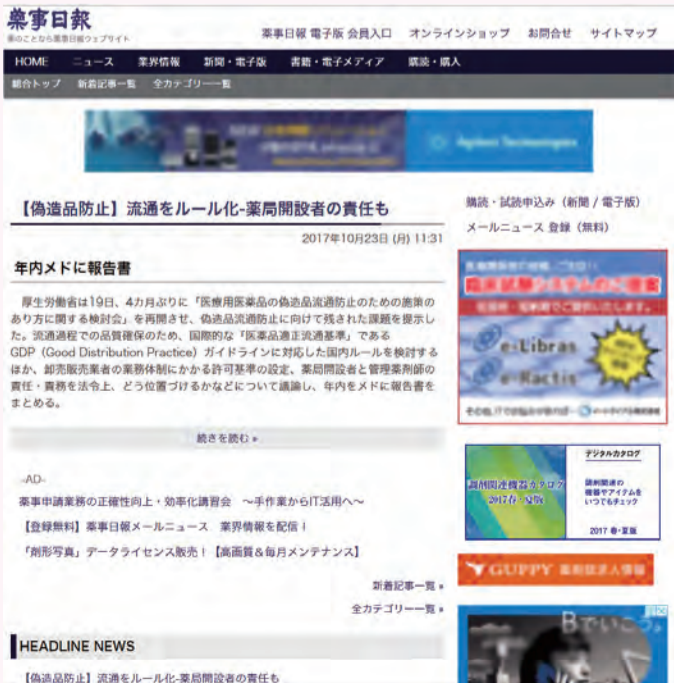 薬事日報
薬のことなら薬事日報ウェブサイト
薬事日報 電子版 会員入口 オンラインショップ お問合せ サイトマップ
HOME ニュース 業界情報 新聞・電子版 書籍・電子メディア 購読・購入
総合トップ 新着記事一覧 全カテゴリー一覧
Agilent Technologies
【偽造品防止】流通をルール化-薬局開設者の責任も
2017年10月23日 (月) 11:31
年内メドに報告書
厚生労働省は19日、4カ月ぶりに「医療用医薬品の偽造品流通防止のための施策の
あり方に関する検討会」を再開させ、偽造品流通防止に向けて残された課題を提示し
た。流通過程での品質確保のため、国際的な「医薬品適正流通基準」である
GDP（Good Distribution Practice）ガイドラインに対応した国内ルールを検討する
ほか、卸売販売業者の業務体制にかかる許可基準の設定、薬局開設者と管理薬剤師の
責任・責務を法令上、どう位置づけるかなどについて議論し、年内をメドに報告書を
まとめる。
続きを読む »
-AD-
薬事申請業務の正確性向上・効率化講習会 ～手作業からIT活用へ～
【登録無料】薬事日報メールニュース 業界情報を配信！
「剤形写真」データライセンス販売！【高画質＆毎月メンテナンス】
新着記事一覧 »
全カテゴリー一覧 »
HEADLINE NEWS
【偽造品防止】流通をルール化-薬局開設者の責任も
購読・試読申込み（新聞 / 電子版）
メールニュース 登録（無料）
臨床試験システムのご提案
e-Libras
e-Ractis
調剤関連機器カタログ
2017春・夏版
デジタルカタログ
調剤関連の
機器やアイテムを
いつでもチェック
2017 春・夏版
GUPPY 薬剤師求人情報
Bでいこう。